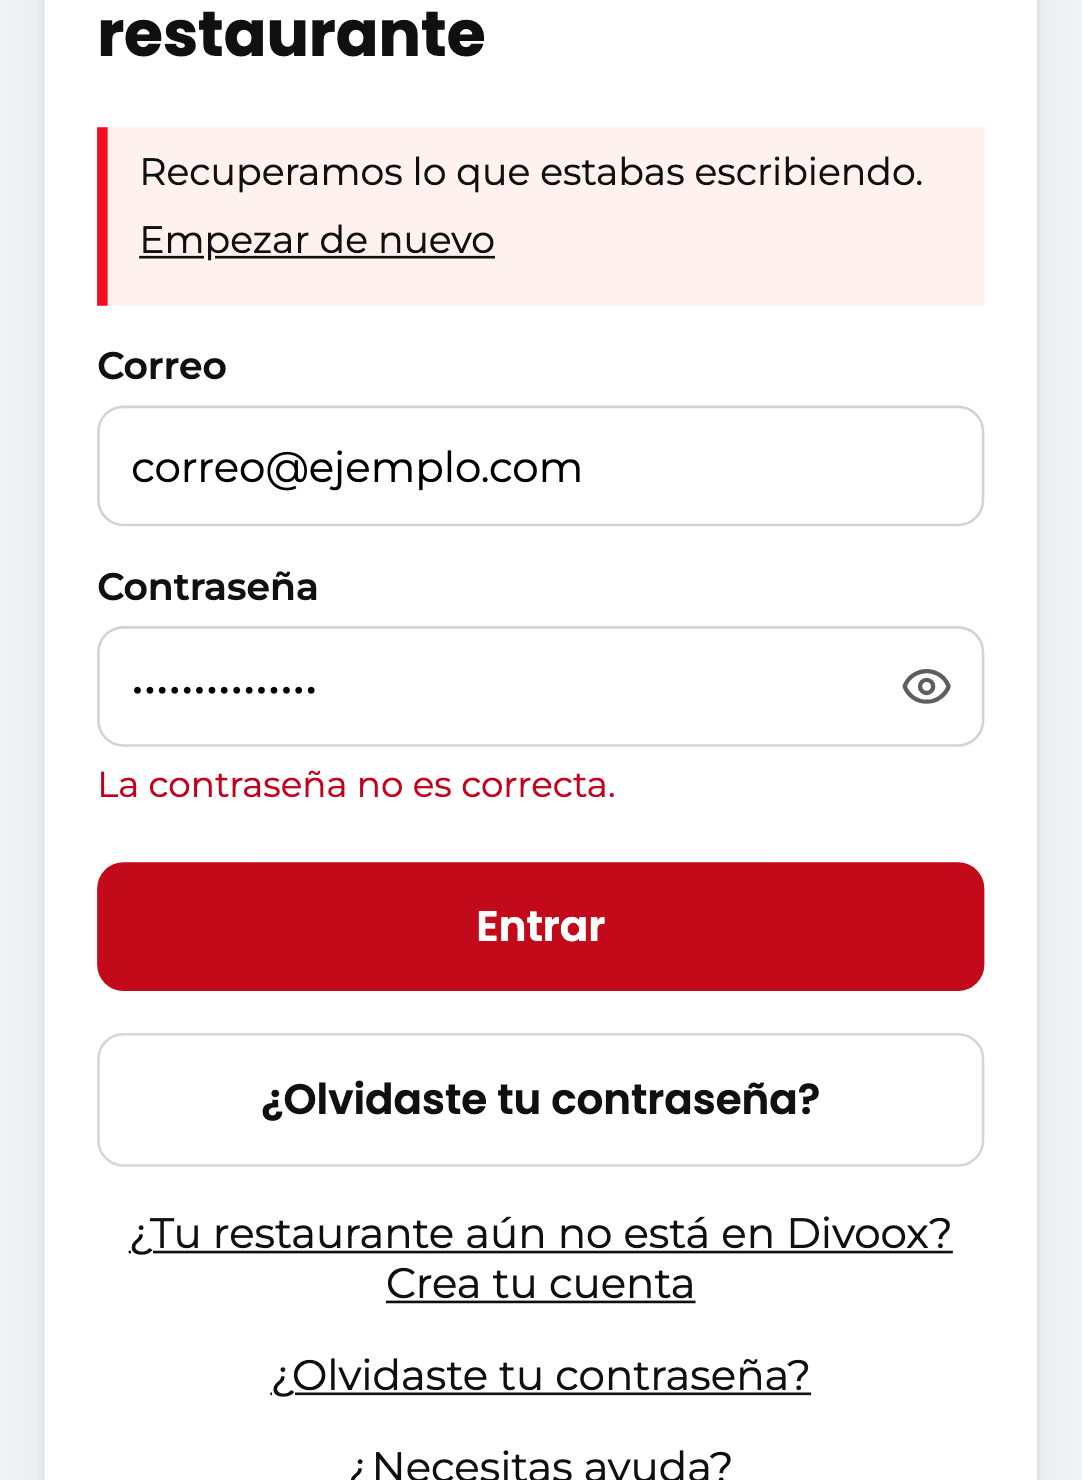 restaurante
Recuperamos lo que estabas escribiendo.
Empezar de nuevo
Correo
correo@ejemplo.com
Contraseña
•••••••••••••••
La contraseña no es correcta.
Entrar
¿Olvidaste tu contraseña?
¿Tu restaurante aún no está en Divoox?
Crea tu cuenta
¿Olvidaste tu contraseña?
¿Necesitas ayuda?